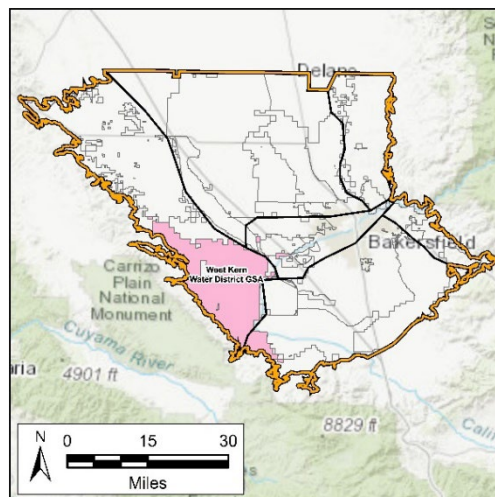 Delano
Bakersfield
West Kern
Water District GSA
Carrizo
Plain
National
Monument
Cuyama River
4901 ft
8829 ft
N
0 15 30
Miles